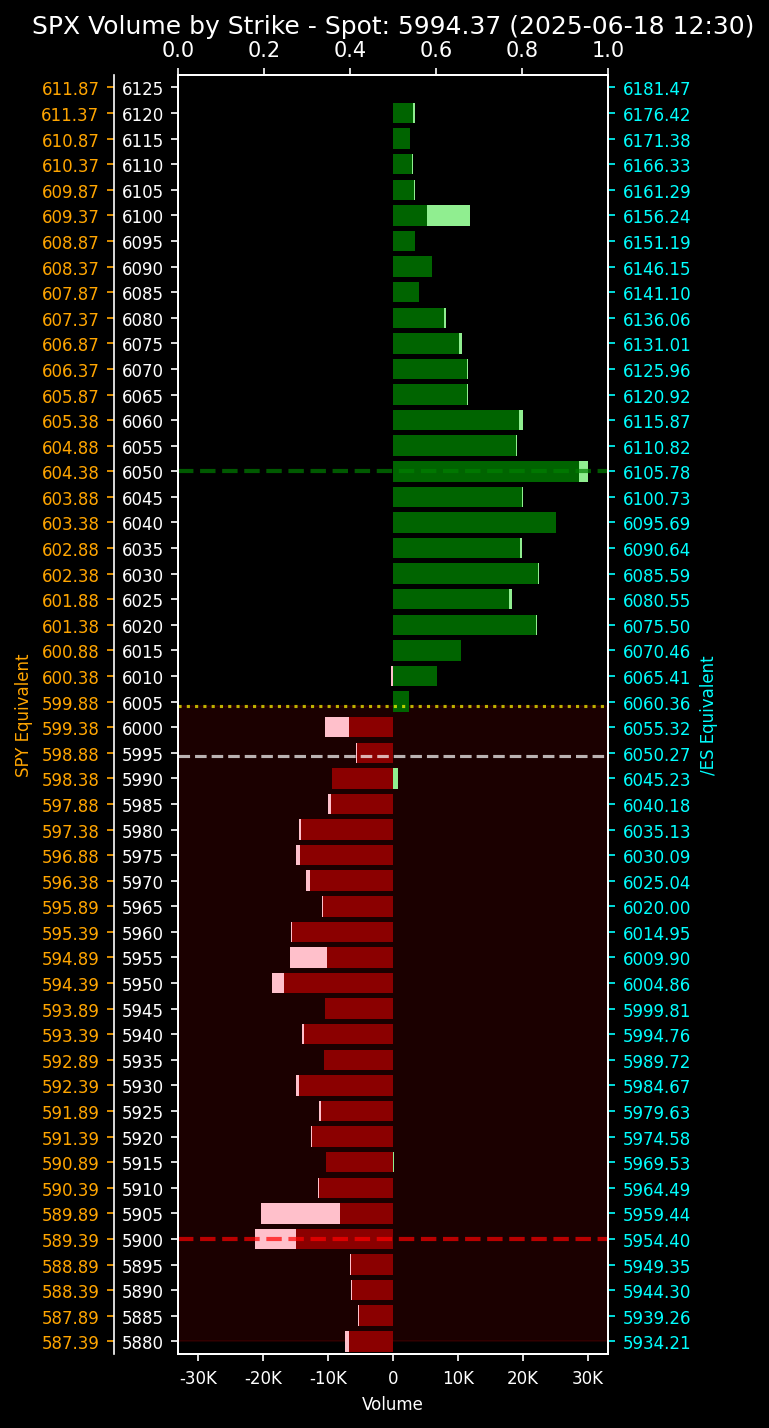 SPX Volume by Strike - Spot: 5994.37 (2025-06-18 12:30)
0.0 0.2 0.4 0.6 0.8 1.0
611.87 6125 6181.47
611.37 6120 6176.42
610.87 6115 6171.38
610.37 6110 6166.33
609.87 6105 6161.29
609.37 6100 6156.24
608.87 6095 6151.19
608.37 6090 6146.15
607.87 6085 6141.10
607.37 6080 6136.06
606.87 6075 6131.01
606.37 6070 6125.96
605.87 6065 6120.92
605.38 6060 6115.87
604.88 6055 6110.82
604.38 6050 6105.78
603.88 6045 6100.73
603.38 6040 6095.69
602.88 6035 6090.64
602.38 6030 6085.59
601.88 6025 6080.55
601.38 6020 6075.50
600.88 6015 6070.46
600.38 6010 6065.41
599.88 6005 6060.36
599.38 6000 6055.32
598.88 5995 6050.27
598.38 5990 6045.23
597.88 5985 6040.18
597.38 5980 6035.13
596.88 5975 6030.09
596.38 5970 6025.04
595.89 5965 6020.00
595.39 5960 6014.95
594.89 5955 6009.90
594.39 5950 6004.86
593.89 5945 5999.81
593.39 5940 5994.76
592.89 5935 5989.72
592.39 5930 5984.67
591.89 5925 5979.63
591.39 5920 5974.58
590.89 5915 5969.53
590.39 5910 5964.49
589.89 5905 5959.44
589.39 5900 5954.40
588.89 5895 5949.35
588.39 5890 5944.30
587.89 5885 5939.26
587.39 5880 5934.21
SPY Equivalent
/ES Equivalent
-30K -20K -10K 0 10K 20K 30K
Volume